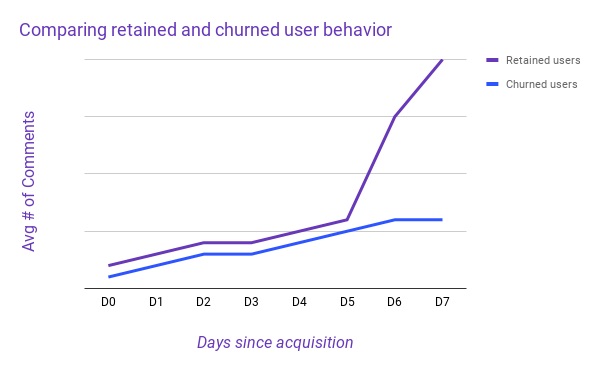 Comparing retained and churned user behavior
Retained users
Churned users
Avg # of Comments
D0 D1 D2 D3 D4 D5 D6 D7
Days since acquisition